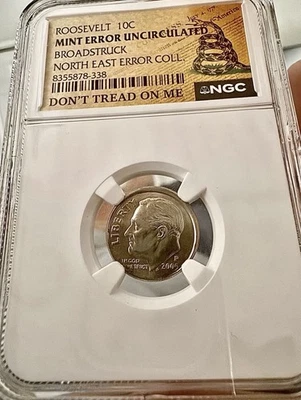 ROOSEVELT 10C
MINT ERROR UNCIRCULATED
BROADSTRUCK
NORTH EAST ERROR COLL.
8355878-338
NGC
DON'T TREAD ON ME
LIBERTY
IN GOD
WE TRUST
P